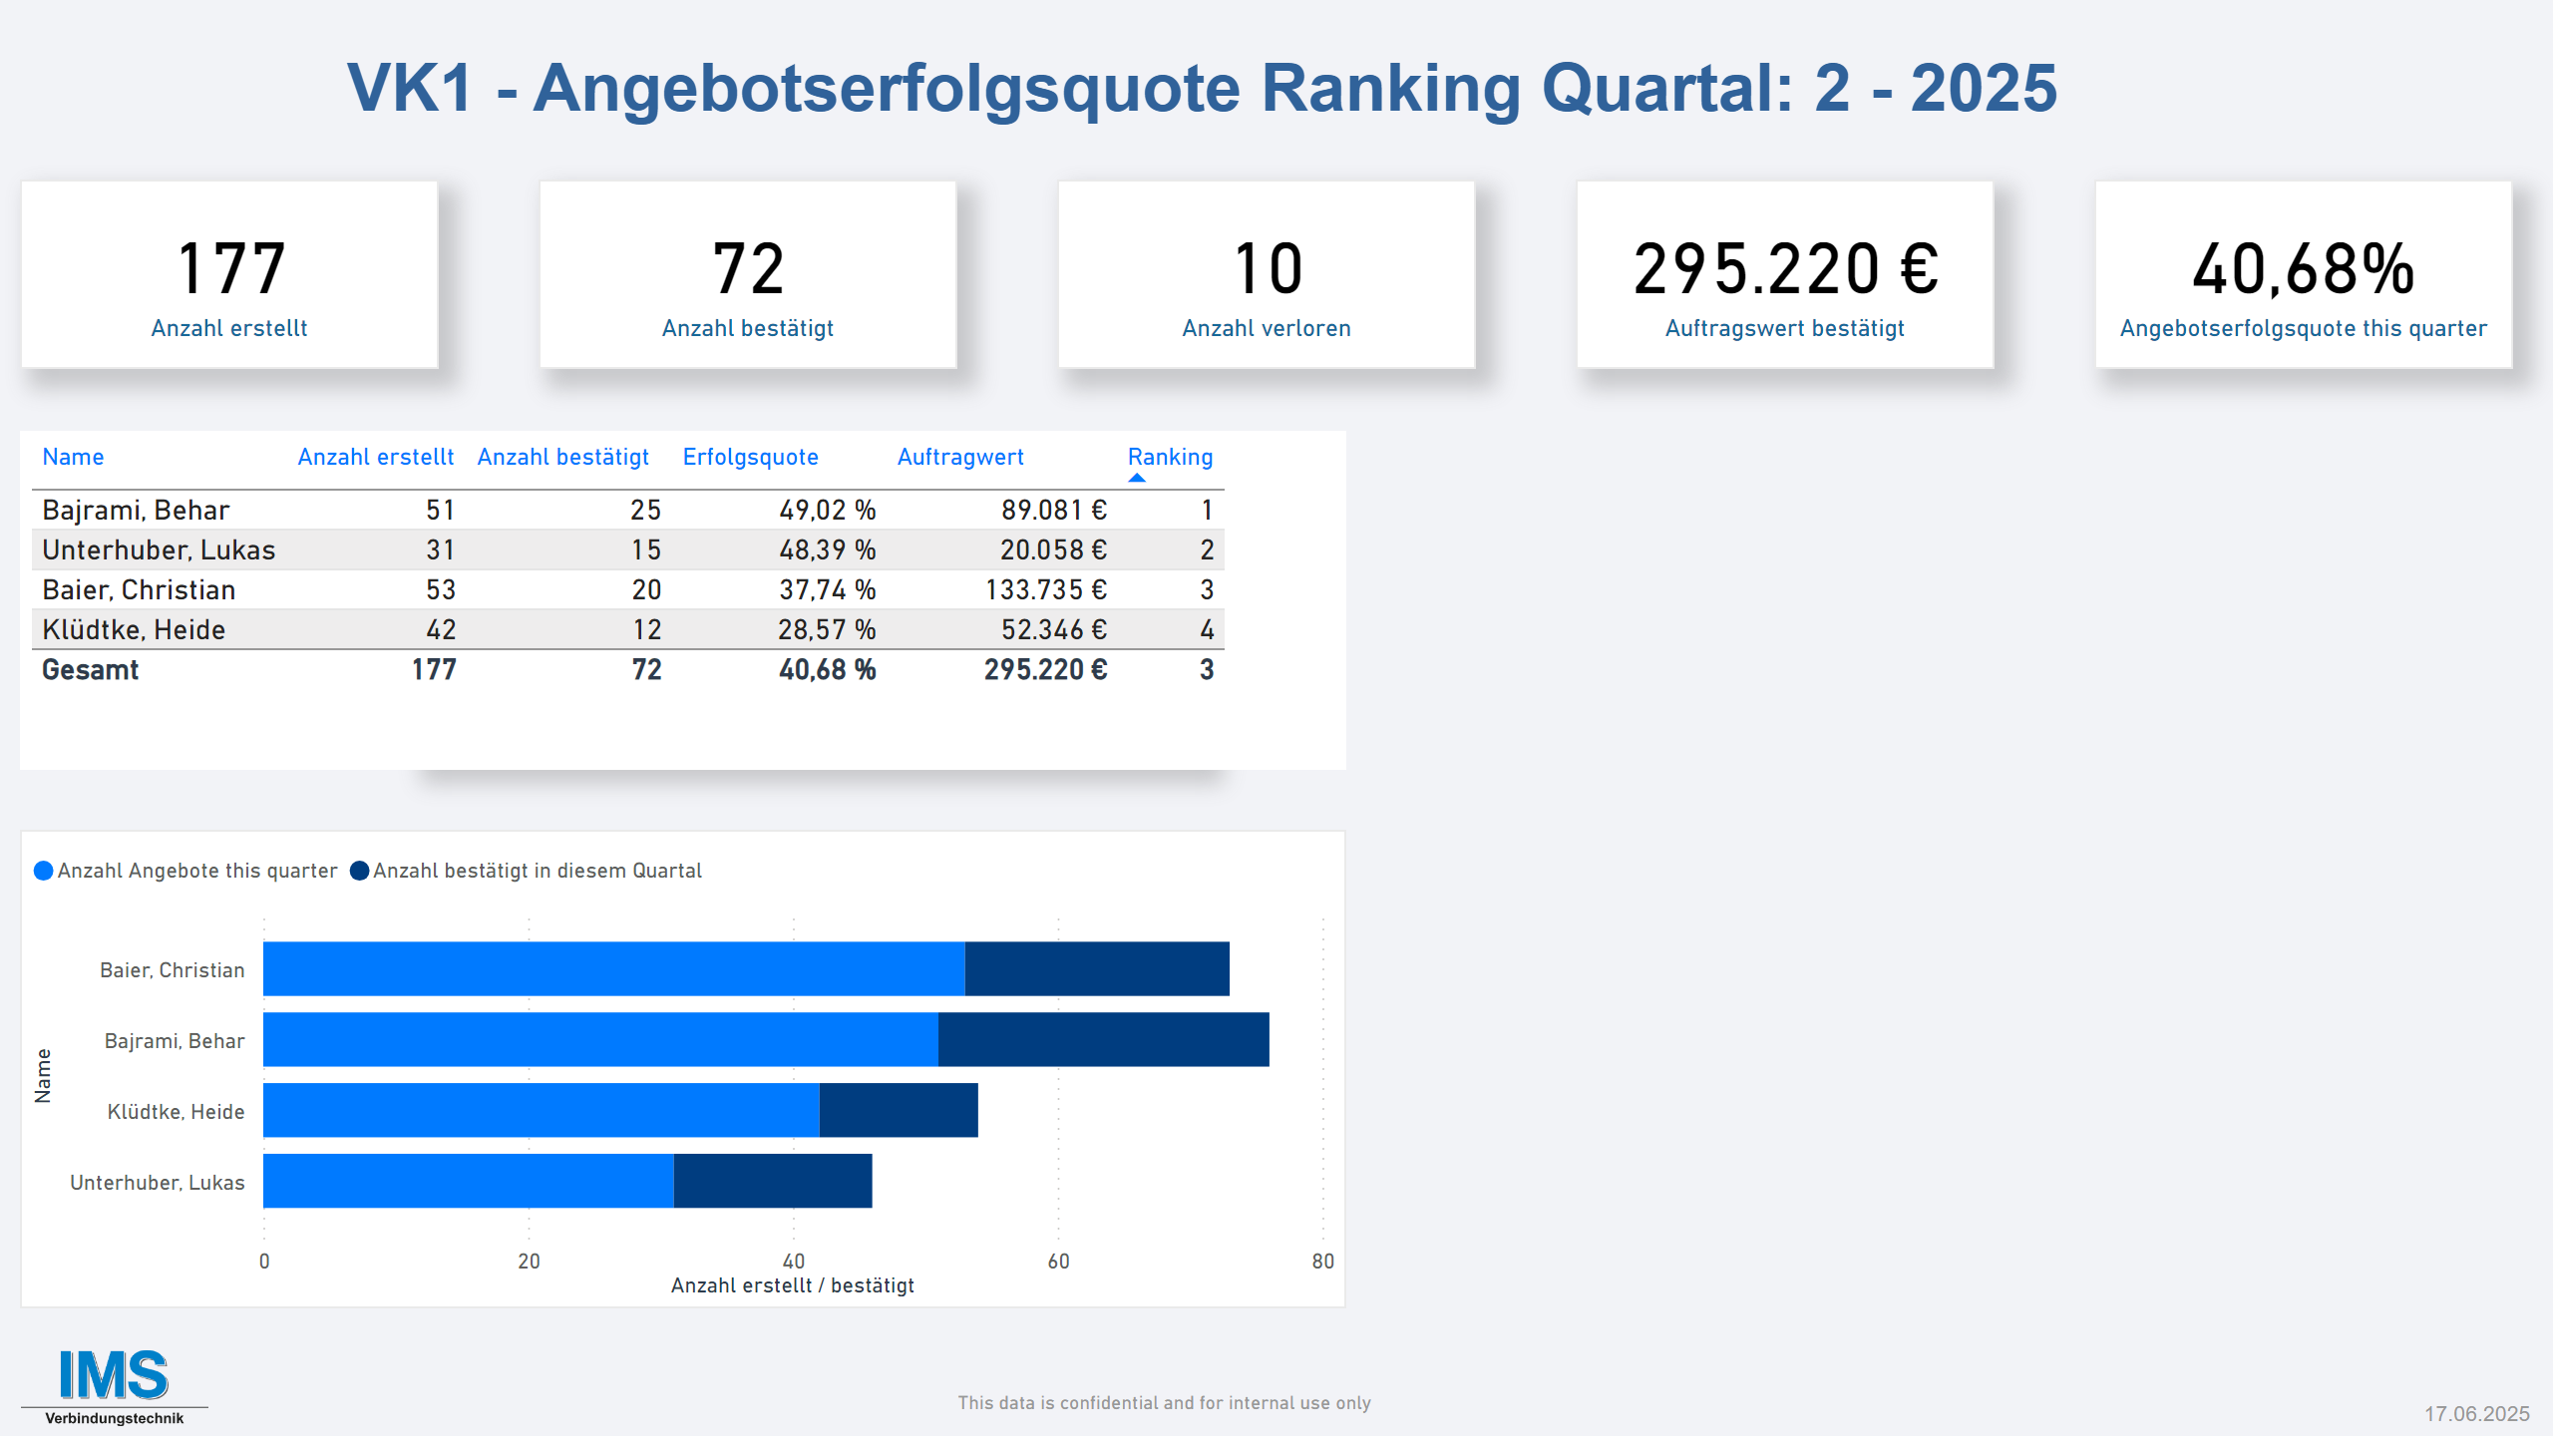 VK1 - Angebotserfolgsquote Ranking Quartal: 2 - 2025
177
Anzahl erstellt
72
Anzahl bestätigt
10
Anzahl verloren
295.220 €
Auftragswert bestätigt
40,68%
Angebotserfolgsquote this quarter
Name Anzahl erstellt Anzahl bestätigt Erfolgsquote Auftragwert Ranking
Bajrami, Behar 51 25 49,02 % 89.081 € 1
Unterhuber, Lukas 31 15 48,39 % 20.058 € 2
Baier, Christian 53 20 37,74 % 133.735 € 3
Klüdtke, Heide 42 12 28,57 % 52.346 € 4
Gesamt 177 72 40,68 % 295.220 € 3
Anzahl Angebote this quarter Anzahl bestätigt in diesem Quartal
Name
Baier, Christian
Bajrami, Behar
Klüdtke, Heide
Unterhuber, Lukas
0 20 40 60 80
Anzahl erstellt / bestätigt
IMS
Verbindungstechnik
This data is confidential and for internal use only
17.06.2025